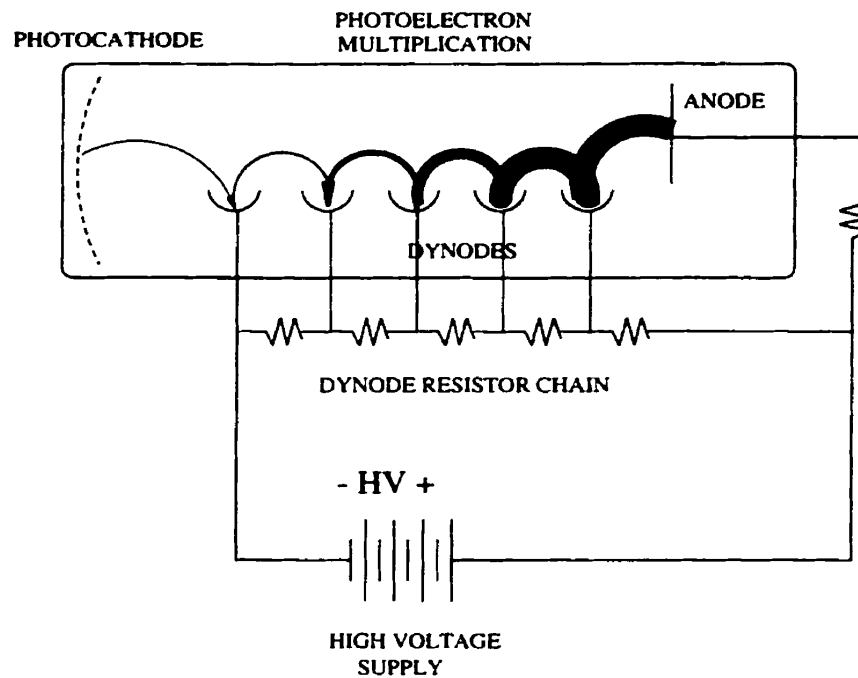 PHOTOELECTRON
MULTIPLICATION
PHOTOCATHODE
ANODE
DYNODES
DYNODE RESISTOR CHAIN
- HV +
HIGH VOLTAGE
SUPPLY